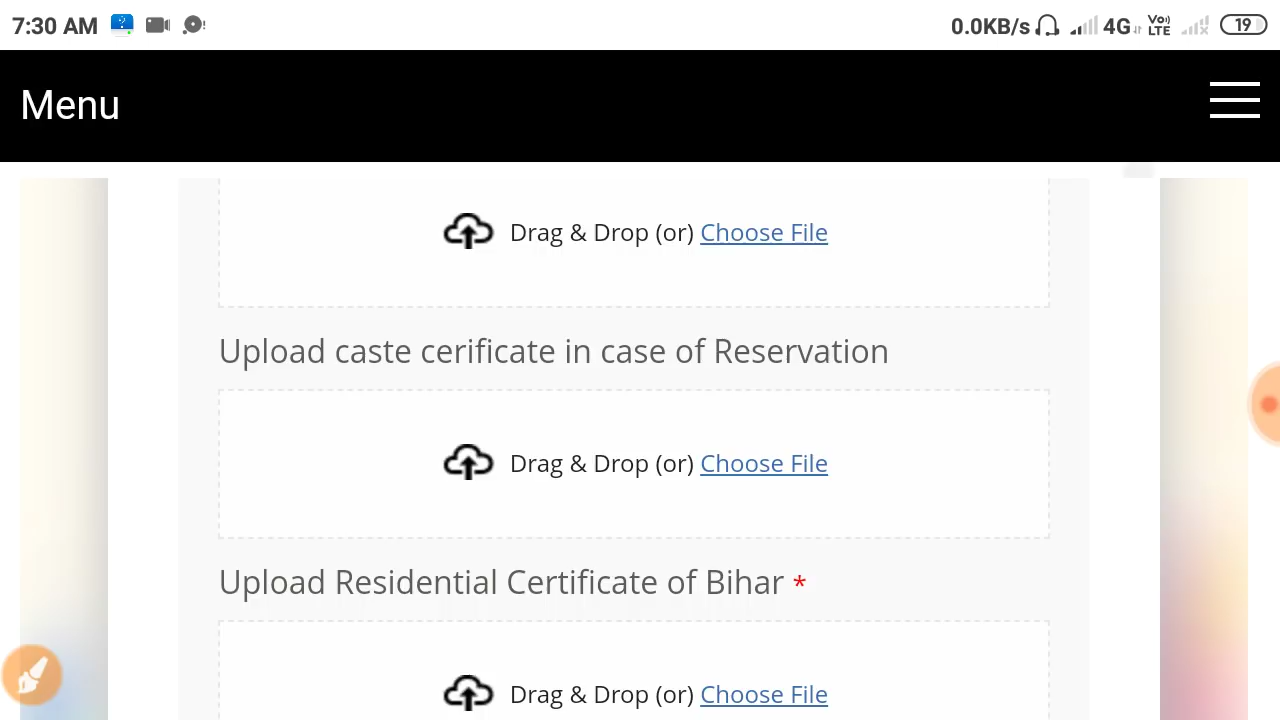 7:30 AM 0.0KB/s 4G Vo) LTE 19
Menu
Drag & Drop (or) Choose File
Upload caste cerificate in case of Reservation
Drag & Drop (or) Choose File
Upload Residential Certificate of Bihar *
Drag & Drop (or) Choose File